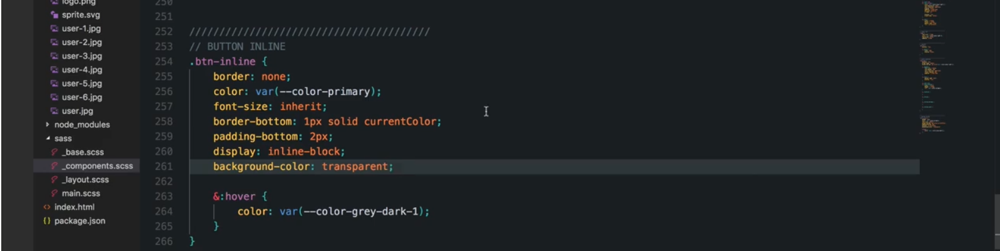 logo.png
sprite.svg
user-1.jpg
user-2.jpg
user-3.jpg
user-4.jpg
user-5.jpg
user-6.jpg
user.jpg
node_modules
sass
_base.scss
_components.scss
_layout.scss
main.scss
index.html
{} package.json
250
251
252 ////////////////////////////////////////
253 // BUTTON INLINE
254 .btn-inline {
255 border: none;
256 color: var(--color-primary);
257 font-size: inherit;
258 border-bottom: 1px solid currentColor;
259 padding-bottom: 2px;
260 display: inline-block;
261 background-color: transparent;
262
263 &:hover {
264 color: var(--color-grey-dark-1);
265 }
266 }